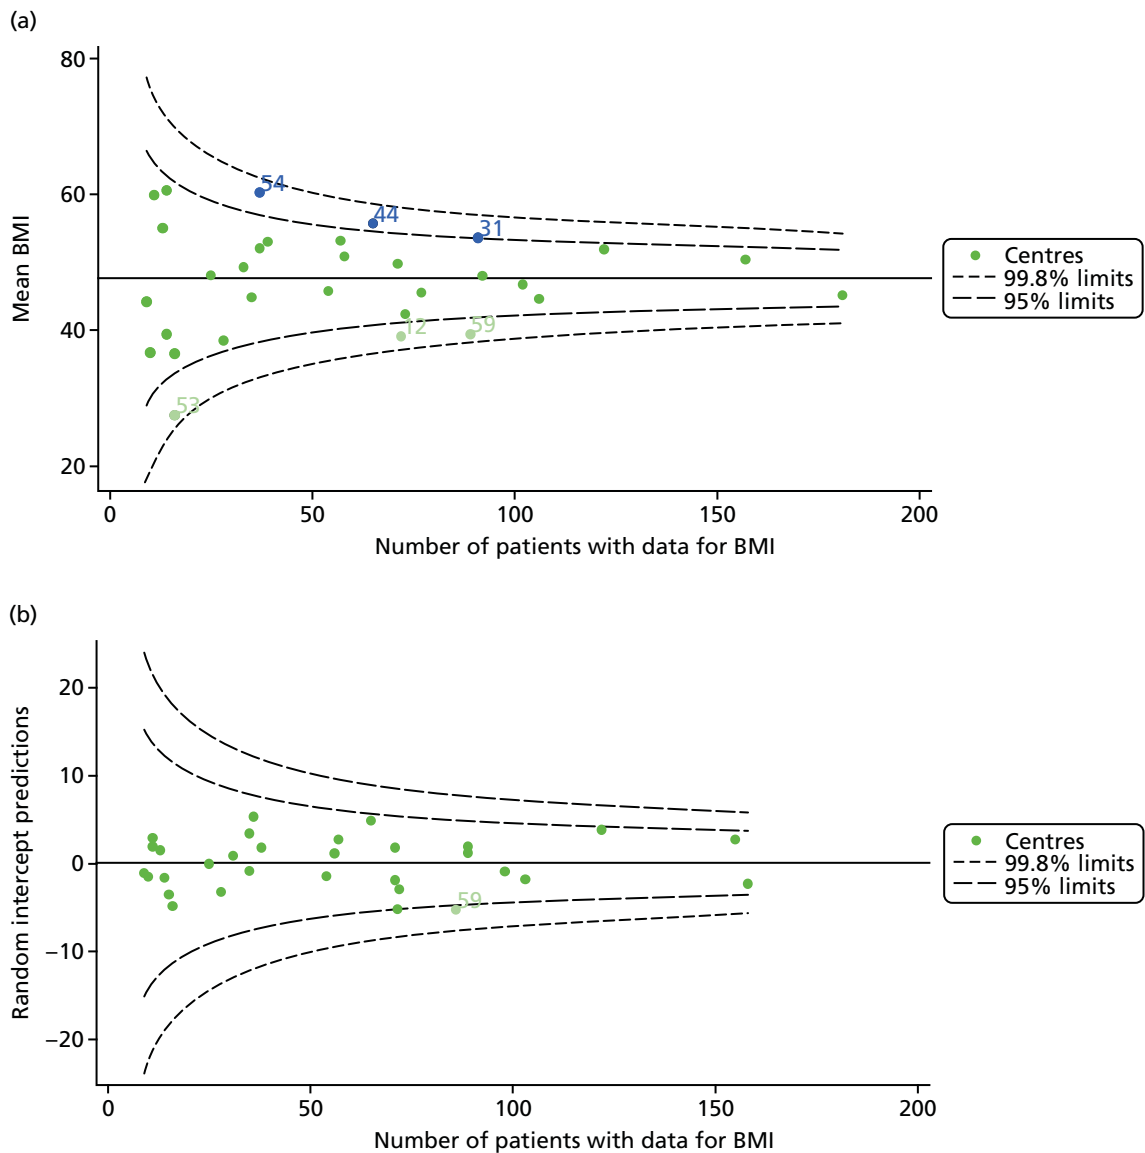 (a)
80
60
40
20
Mean BMI
54
44
31
12
59
53
0
50
100
150
200
Number of patients with data for BMI
Centres
99.8% limits
95% limits
(b)
20
10
0
−10
−20
Random intercept predictions
59
0
50
100
150
200
Number of patients with data for BMI
Centres
99.8% limits
95% limits